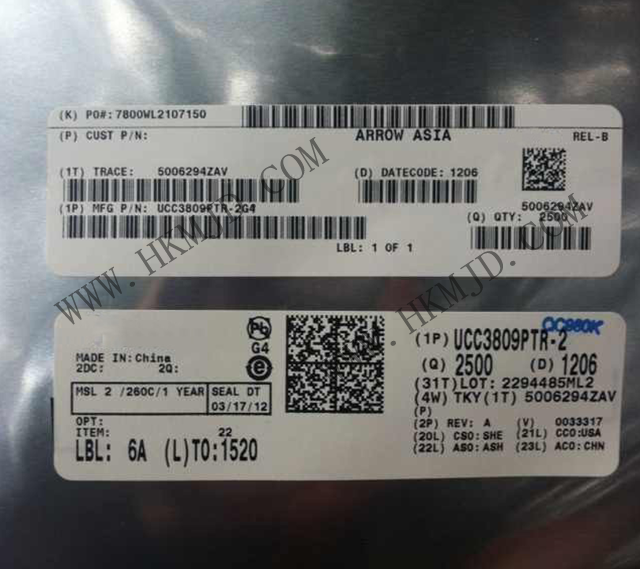 (K) PO#: 7800WL2107150
(P) CUST P/N: ARROW ASIA REL-B
(1T) TRACE: 5006294ZAV (D) DATECODE: 1206
5006294ZAV
(1P) MFG P/N: UCC3809PTR-2G4 (Q) QTY: 2500
LBL: 1 OF 1
WWW.HKMJD.COM
.HKMJD.COM
Pb
G4
e
MADE IN: China
2DC: 2Q:
MSL 2 /260C/1 YEAR SEAL DT
03/17/12
OPT:
ITEM: 22
LBL: 6A (L)TO:1520
(1P) UCC3809PTR-2
(Q) 2500 (D) 1206
(31T) LOT: 2294485ML2
(4W) TKY(1T) 5006294ZAV
(P)
(2P) REV: A (V) 0033317
(20L) CSO: SHE (21L) CCO:USA
(22L) ASO: ASH (23L) ACO: CHN